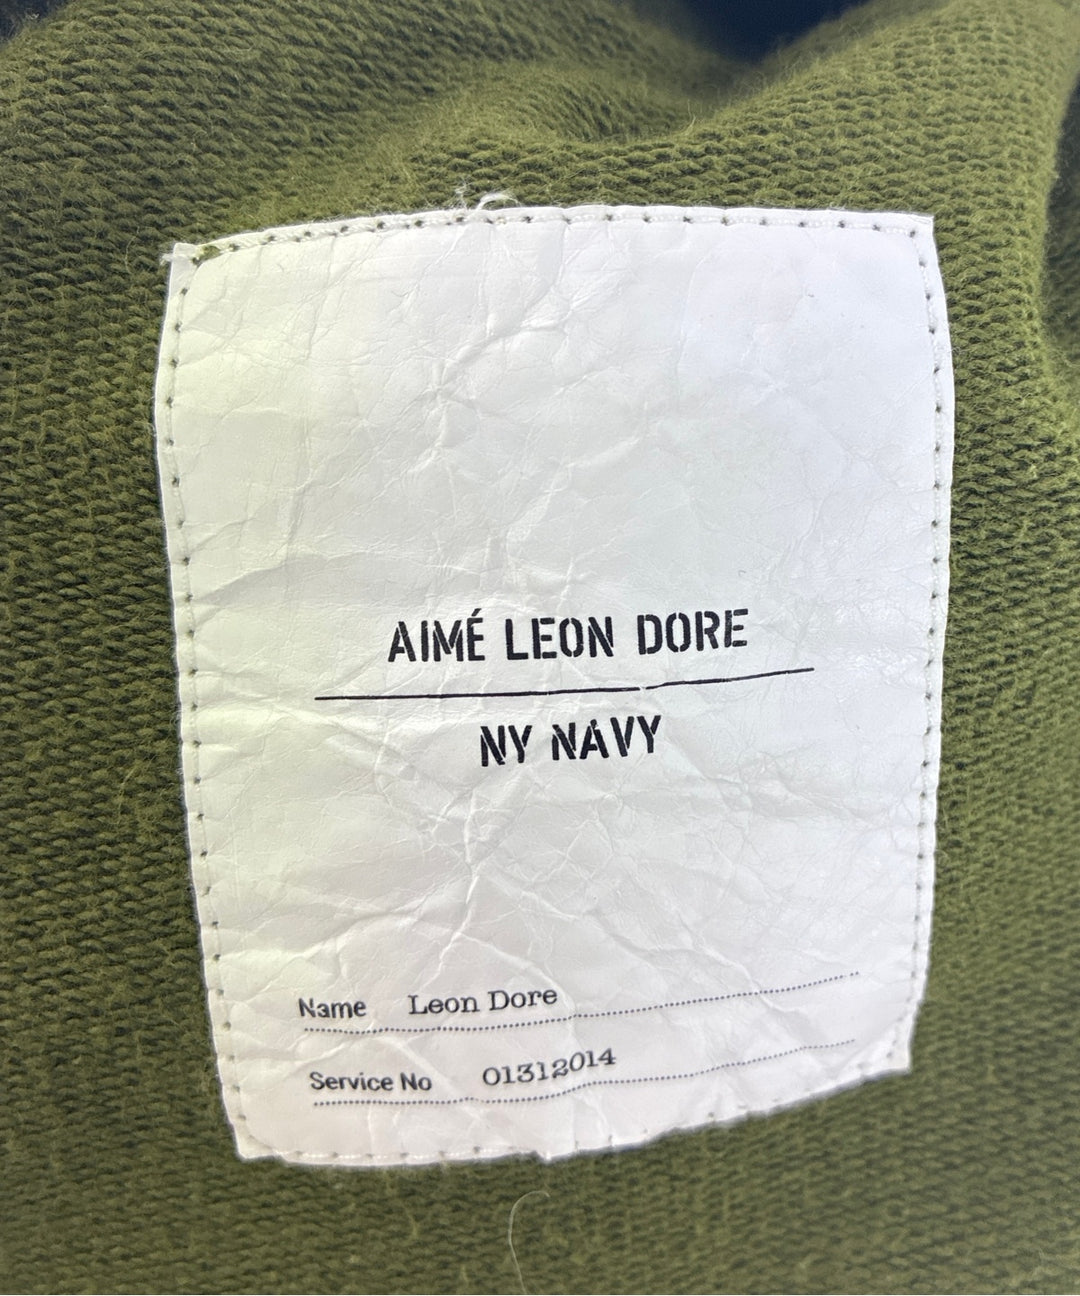 AIMÉ LEON DORE
NY NAVY
Name Leon Dore
Service No 01312014